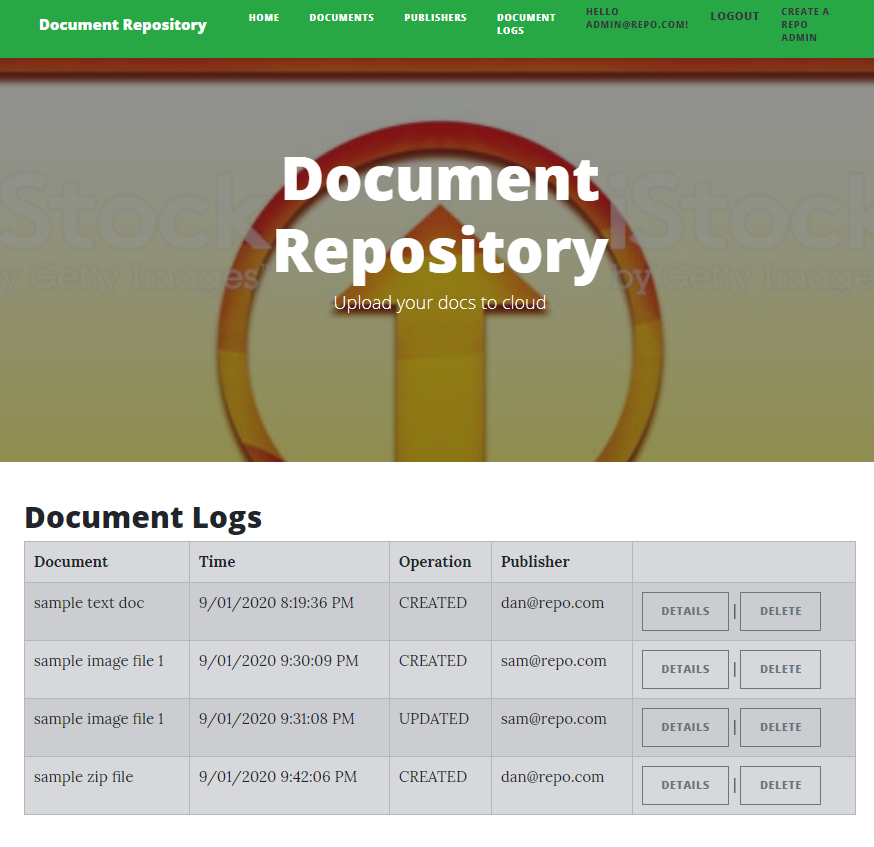 Document Repository
HOME
DOCUMENTS
PUBLISHERS
DOCUMENT
LOGS
HELLO
ADMIN@REPO.COM!
LOGOUT
CREATE A
REPO
ADMIN
iStock
by Getty Images
iStock
by Getty Images
Document
Repository
Upload your docs to cloud
Document Logs
Document Time Operation Publisher
sample text doc 9/01/2020 8:19:36 PM CREATED dan@repo.com DETAILS | DELETE
sample image file 1 9/01/2020 9:30:09 PM CREATED sam@repo.com DETAILS | DELETE
sample image file 1 9/01/2020 9:31:08 PM UPDATED sam@repo.com DETAILS | DELETE
sample zip file 9/01/2020 9:42:06 PM CREATED dan@repo.com DETAILS | DELETE